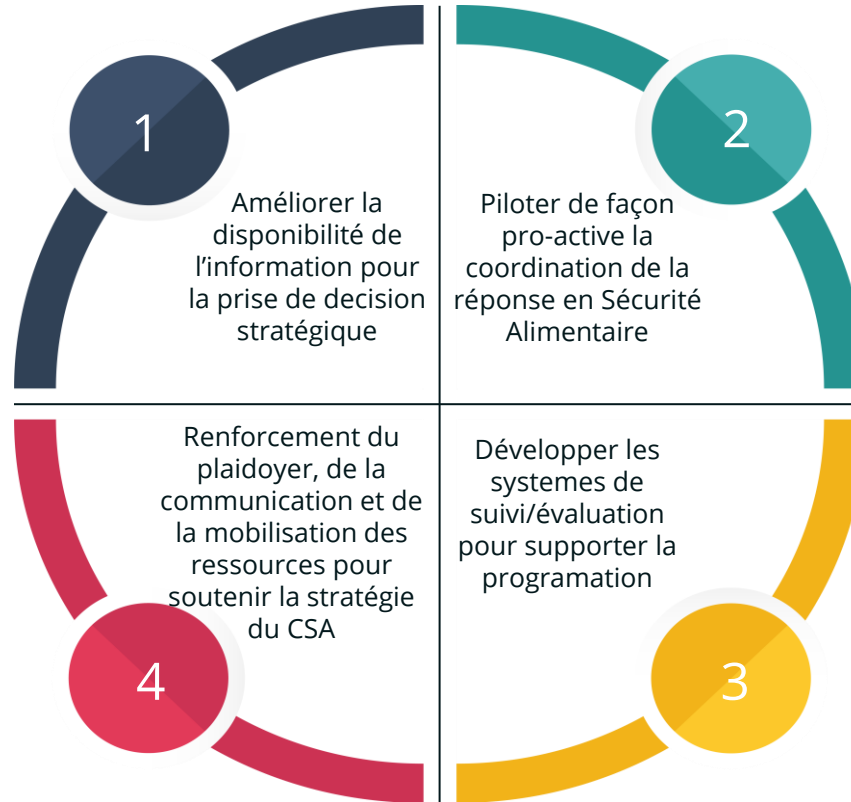 1
Améliorer la
disponibilité de
l’information pour
la prise de decision
stratégique
2
Piloter de façon
pro-active la
coordination de la
réponse en Sécurité
Alimentaire
3
Développer les
systemes de
suivi/évaluation
pour supporter la
programation
4
Renforcement du
plaidoyer, de la
communication et de
la mobilisation des
ressources pour
soutenir la stratégie
du CSA